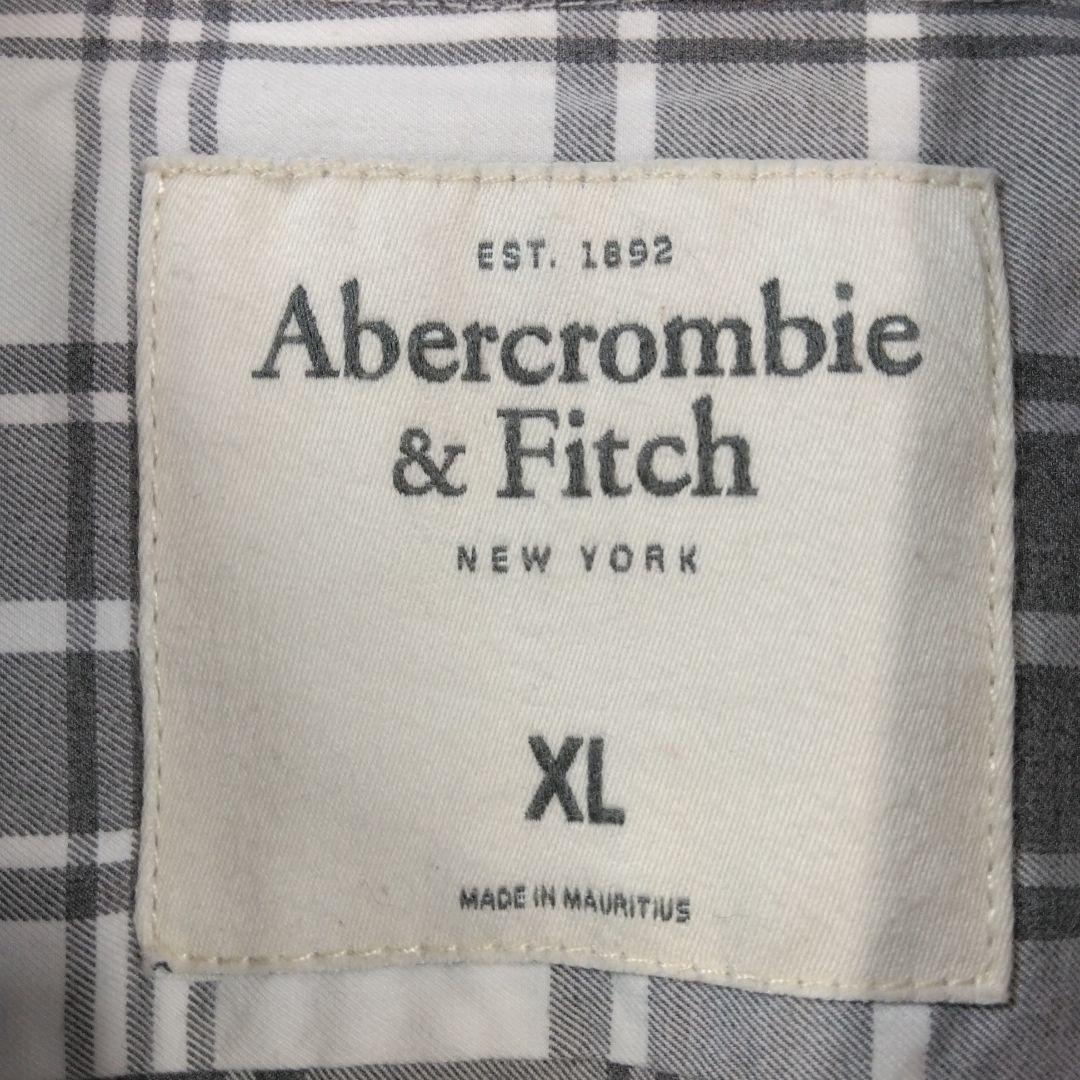 EST. 1892
Abercrombie
& Fitch
NEW YORK
XL
MADE IN MAURITIUS